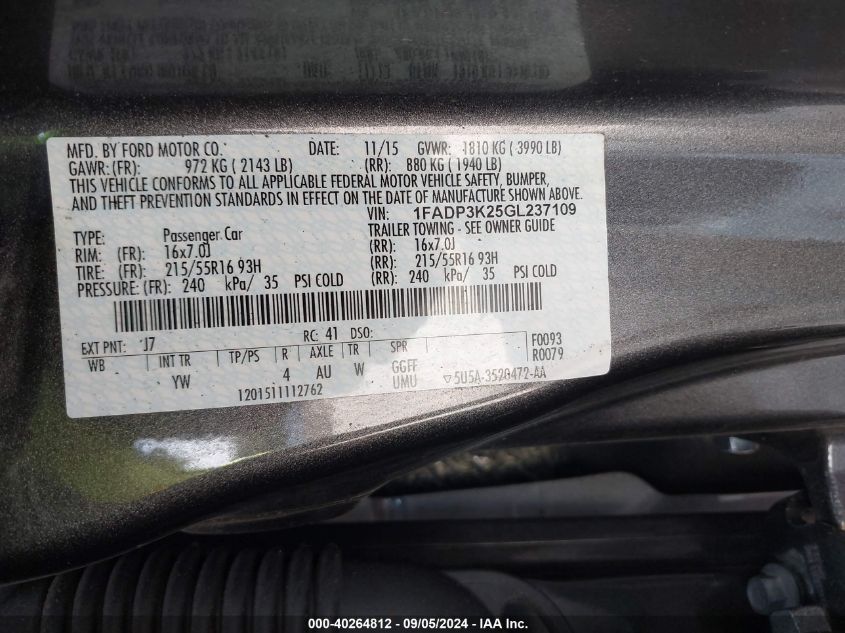 MFD. BY FORD MOTOR CO. DATE: 11/15 GVWR: 1810 KG ( 3990 LB)
GAWR: (FR): 972 KG ( 2143 LB) (RR): 880 KG ( 1940 LB)
THIS VEHICLE CONFORMS TO ALL APPLICABLE FEDERAL MOTOR VEHICLE SAFETY, BUMPER,
AND THEFT PREVENTION STANDARDS IN EFFECT ON THE DATE OF MANUFACTURE SHOWN ABOVE.
VIN: 1FADP3K25GL237109
TYPE: Passenger Car TRAILER TOWING - SEE OWNER GUIDE
RIM: (FR): 16x7.0J (RR): 16x7.0J
TIRE: (FR): 215/55R16 93H (RR): 215/55R16 93H
PRESSURE: (FR): 240 kPa/ 35 PSI COLD (RR): 240 kPa/ 35 PSI COLD
EXT PNT: J7 RC: 41 DSO: F0093
WB INT TR TP/PS R AXLE TR SPR R0079
YW 4 AU W GGFF
UMU ▽5U5A-3520472-AA
1201511112762
000-40264812 - 09/05/2024 - IAA Inc.